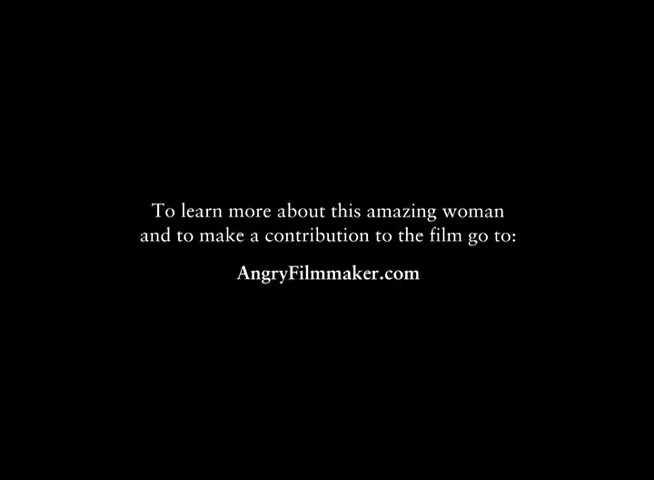 To learn more about this amazing woman
and to make a contribution to the film go to:
AngryFilmmaker.com